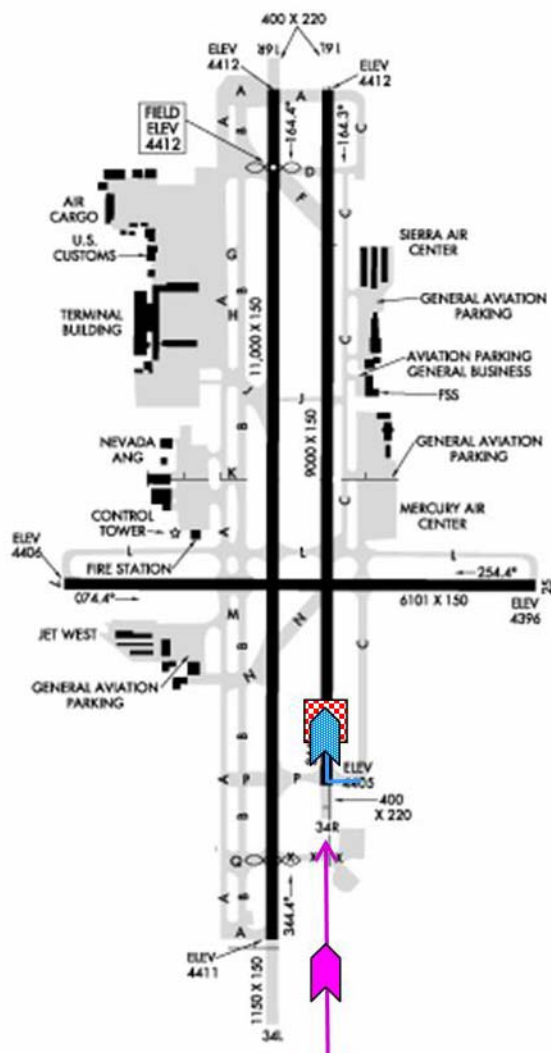 400 X 220
16R
16L
ELEV
4412
ELEV
4412
A
A
A
B
C
FIELD
ELEV
4412
164.4°
164.3°
D
F
AIR
CARGO
U.S.
CUSTOMS
C
SIERRA AIR
CENTER
G
B
GENERAL AVIATION
PARKING
TERMINAL
BUILDING
A
H
11,000 X 150
C
AVIATION PARKING
GENERAL BUSINESS
FSS
J
J
B
9000 X 150
NEVADA
ANG
GENERAL AVIATION
PARKING
K
C
MERCURY AIR
CENTER
CONTROL
TOWER
A
ELEV
4406
L
L
L
FIRE STATION
7
254.4°
25
074.4°
6101 X 150
ELEV
4396
M
N
JET WEST
B
C
GENERAL AVIATION
PARKING
N
B
ELEV
4405
A
P
P
400
X 220
B
34R
Q
X
X
X
A
B
344.4°
A
ELEV
4411
1150 X 150
34L